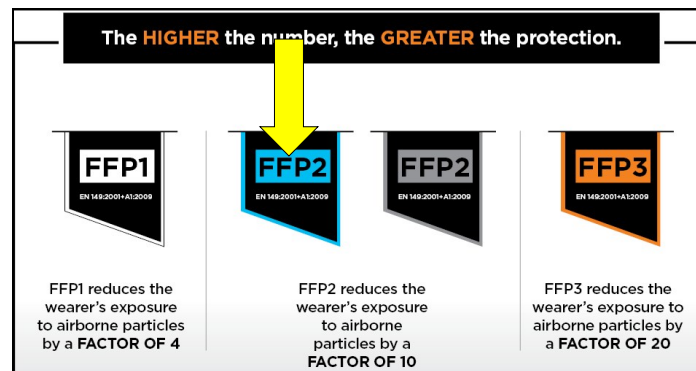 The HIGHER the number, the GREATER the protection.
FFP1
EN 149:2001+A1:2009
FFP2
EN 149:2001+A1:2009
FFP2
EN 149:2001+A1:2009
FFP3
EN 149:2001+A1:2009
FFP1 reduces the
wearer's exposure
to airborne particles
by a FACTOR OF 4
FFP2 reduces the
wearer's exposure
to airborne
particles by a
FACTOR OF 10
FFP3 reduces the
wearer's exposure to
airborne particles by
a FACTOR OF 20